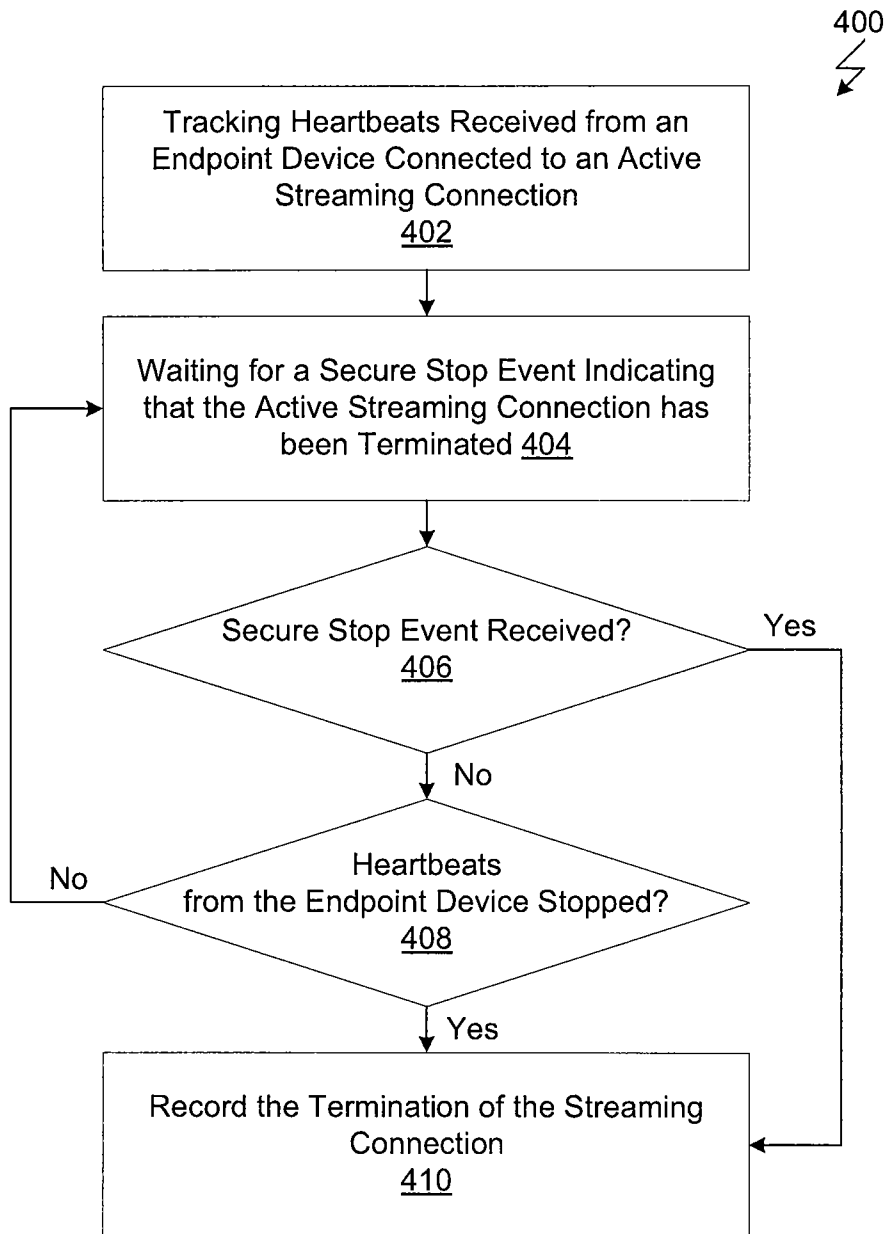 400
Tracking Heartbeats Received from an
Endpoint Device Connected to an Active
Streaming Connection
402
Waiting for a Secure Stop Event Indicating
that the Active Streaming Connection has
been Terminated 404
Secure Stop Event Received?
406
Yes
No
Heartbeats
from the Endpoint Device Stopped?
408
No
Yes
Record the Termination of the Streaming
Connection
410